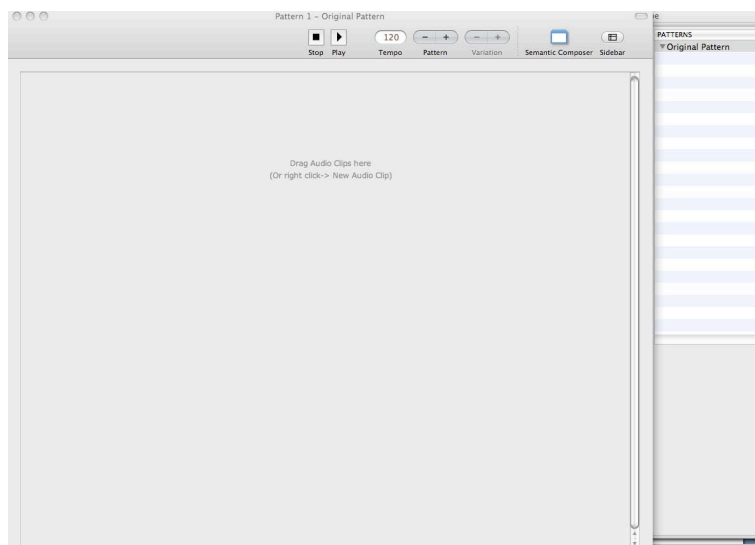 Pattern 1 – Original Pattern
120
− +
− +
Stop Play Tempo Pattern Variation Semantic Composer Sidebar
PATTERNS
Original Pattern
Drag Audio Clips here
(Or right click-> New Audio Clip)